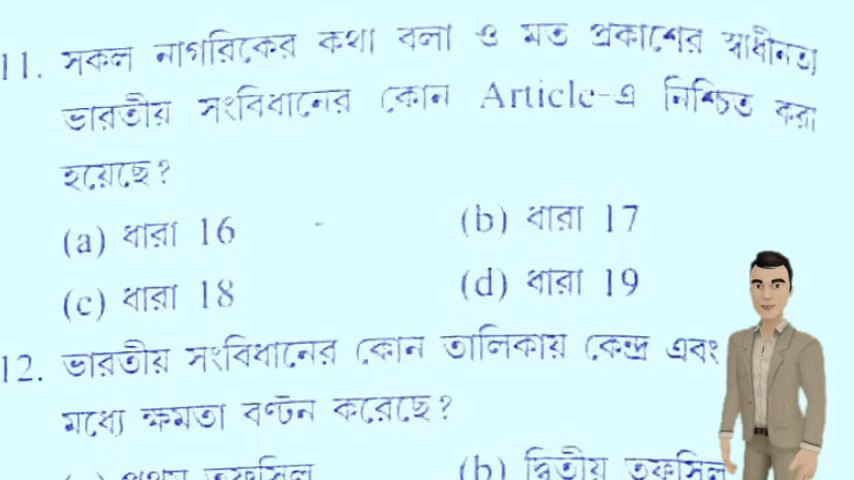 11. সকল নাগরিকের কথা বলা ও মত প্রকাশের স্বাধীনতা
ভারতীয় সংবিধানের কোন Article-এ নিশ্চিত করা
হয়েছে?
(a) ধারা 16
(b) ধারা 17
(c) ধারা 18
(d) ধারা 19
12. ভারতীয় সংবিধানের কোন তালিকায় কেন্দ্র এবং
মধ্যে ক্ষমতা বণ্টন করেছে?
(b) দ্বিতীয় তফসিল